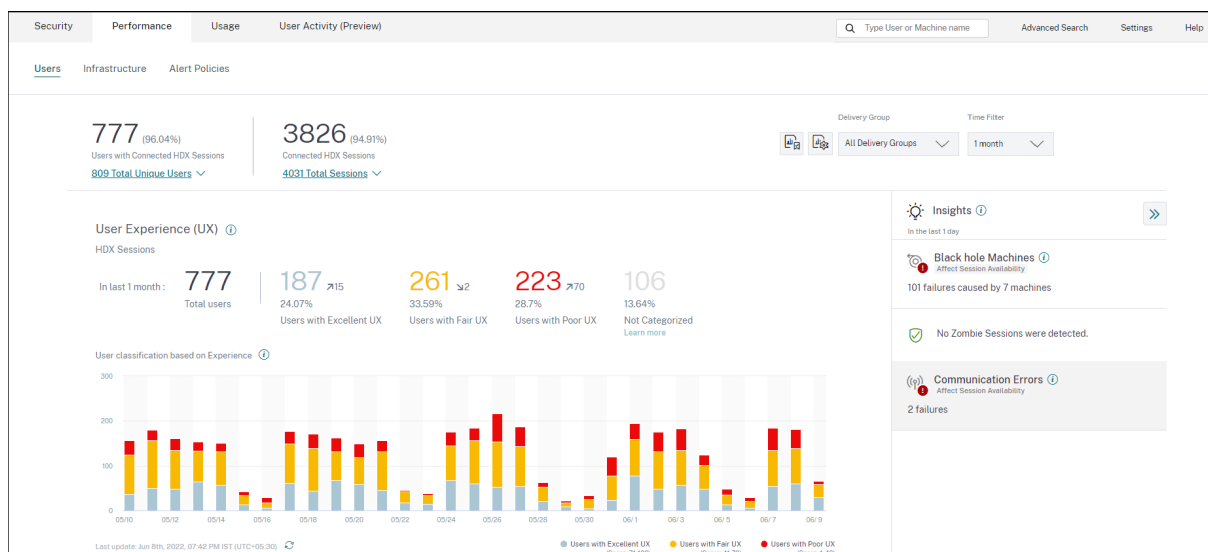 Security Performance Usage User Activity (Preview) Type User or Machine name Advanced Search Settings Help
Users Infrastructure Alert Policies
777 (96.04%)
Users with Connected HDX Sessions
809 Total Unique Users
3826 (94.91%)
Connected HDX Sessions
4031 Total Sessions
Delivery Group
All Delivery Groups
Time Filter
1 month
User Experience (UX)
HDX Sessions
In last 1 month :
777
Total users
187 15
24.07%
Users with Excellent UX
261 2
33.59%
Users with Fair UX
223 70
28.7%
Users with Poor UX
106
13.64%
Not Categorized
Learn more
User classification based on Experience
300
200
100
0
05/10 05/12 05/14 05/16 05/18 05/20 05/22 05/24 05/26 05/28 05/30 06/1 06/3 06/5 06/7 06/9
Last update: Jun 8th, 2022, 07:42 PM IST (UTC+05:30)
Users with Excellent UX Users with Fair UX Users with Poor UX
Insights
In the last 1 day
Black hole Machines
Affect Session Availability
101 failures caused by 7 machines
No Zombie Sessions were detected.
Communication Errors
Affect Session Availability
2 failures